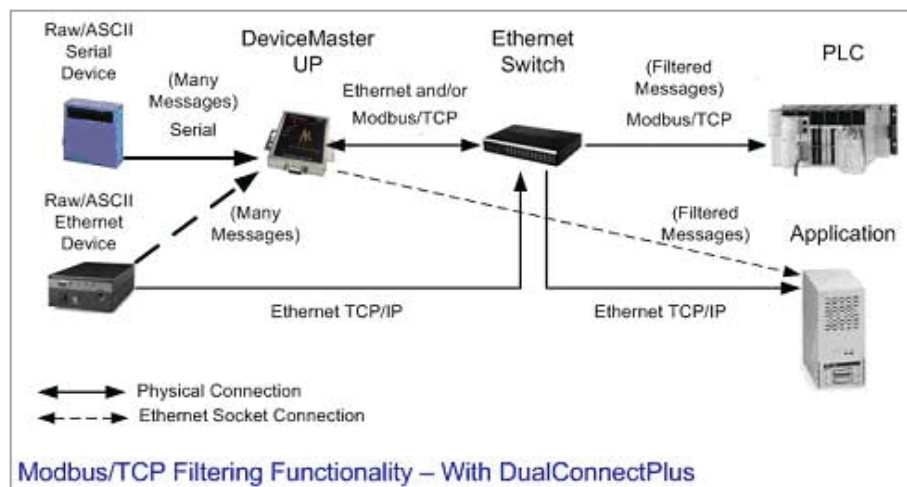 Raw/ASCII
Serial
Device
DeviceMaster
UP
Ethernet
Switch
PLC
(Many
Messages)
Serial
Ethernet and/or
Modbus/TCP
(Filtered
Messages)
Modbus/TCP
Raw/ASCII
Ethernet
Device
(Many
Messages)
(Filtered
Messages)
Application
Ethernet TCP/IP
Ethernet TCP/IP
Physical Connection
Ethernet Socket Connection
Modbus/TCP Filtering Functionality – With DualConnectPlus